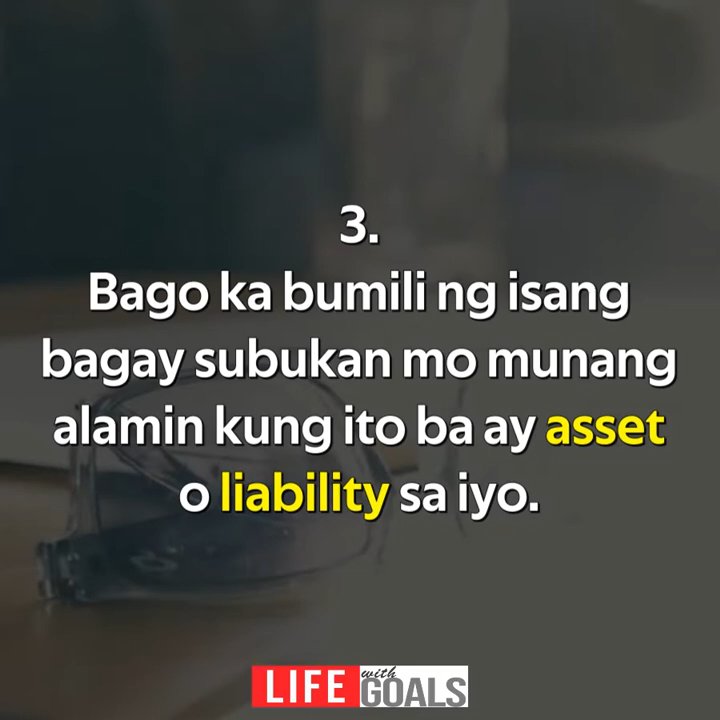 3.
Bago ka bumili ng isang
bagay subukan mo munang
alamin kung ito ba ay asset
o liability sa iyo.
LIFE with GOALS